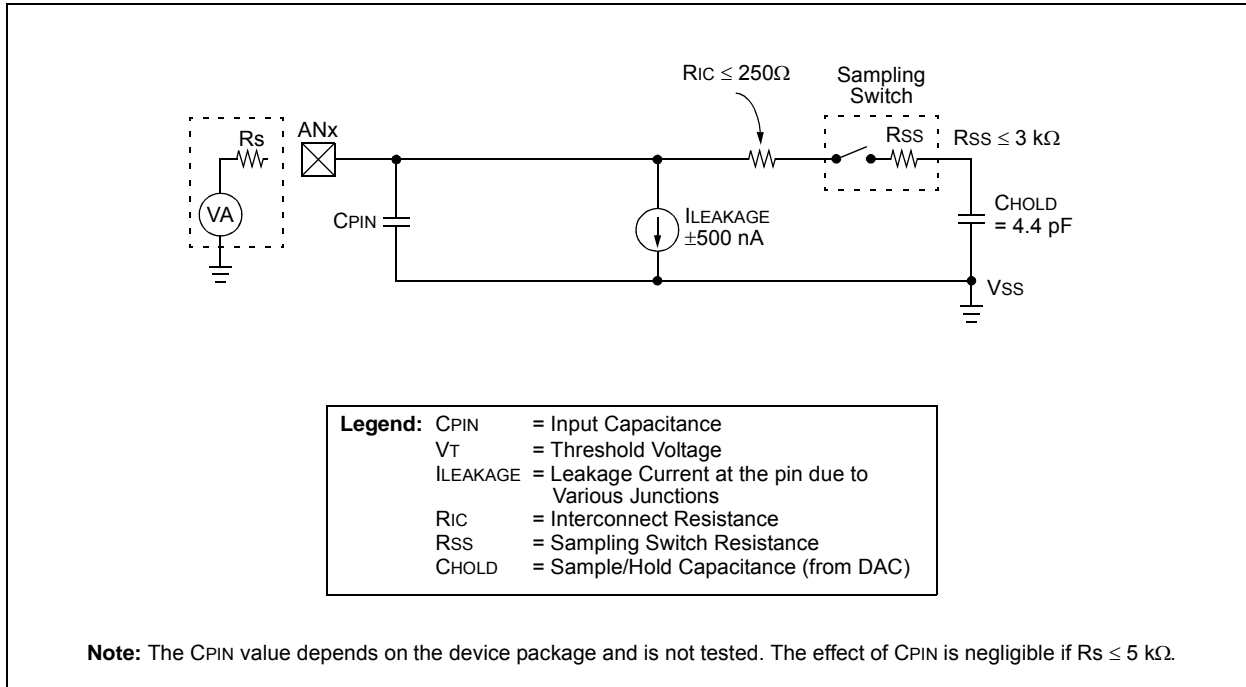 RIC ≤ 250Ω
Sampling
Switch
Rs
ANx
RSS
RSS ≤ 3 kΩ
VA
CPIN
ILEAKAGE
±500 nA
CHOLD
= 4.4 pF
VSS
Legend: CPIN = Input Capacitance
VT = Threshold Voltage
ILEAKAGE = Leakage Current at the pin due to
Various Junctions
RIC = Interconnect Resistance
RSS = Sampling Switch Resistance
CHOLD = Sample/Hold Capacitance (from DAC)
Note: The CPIN value depends on the device package and is not tested. The effect of CPIN is negligible if Rs ≤ 5 kΩ.